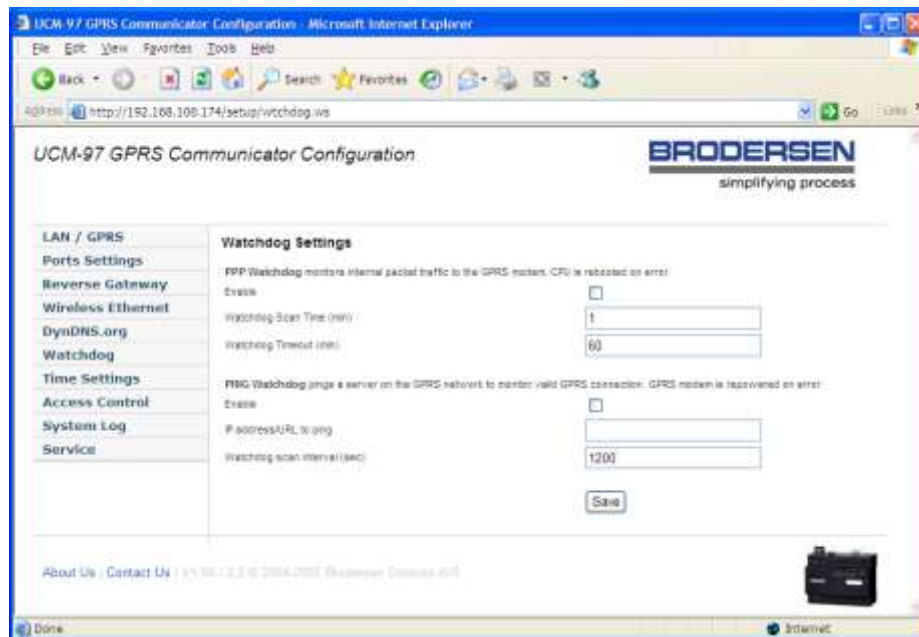 UCM-97 GPRS Communicator Configuration - Microsoft Internet Explorer
File Edit View Favorites Tools Help
Back Search Favorites
Address http://192.168.108.174/setup/wtchdog.ws Go Links
UCM-97 GPRS Communicator Configuration
BRODERSEN
simplifying process
LAN / GPRS
Ports Settings
Reverse Gateway
Wireless Ethernet
DynDNS.org
Watchdog
Time Settings
Access Control
System Log
Service
Watchdog Settings
PPP Watchdog monitors internal packet traffic to the GPRS modem. CPU is rebooted on error
Enable
Watchdog Scan Time (min) 1
Watchdog Timeout (min) 60
PING Watchdog pings a server on the GPRS network to monitor valid GPRS connection. GPRS modem is repowered on error
Enable
IP address/URL to ping
Watchdog scan interval (sec) 1200
Save
About Us | Contact Us |
Done Internet